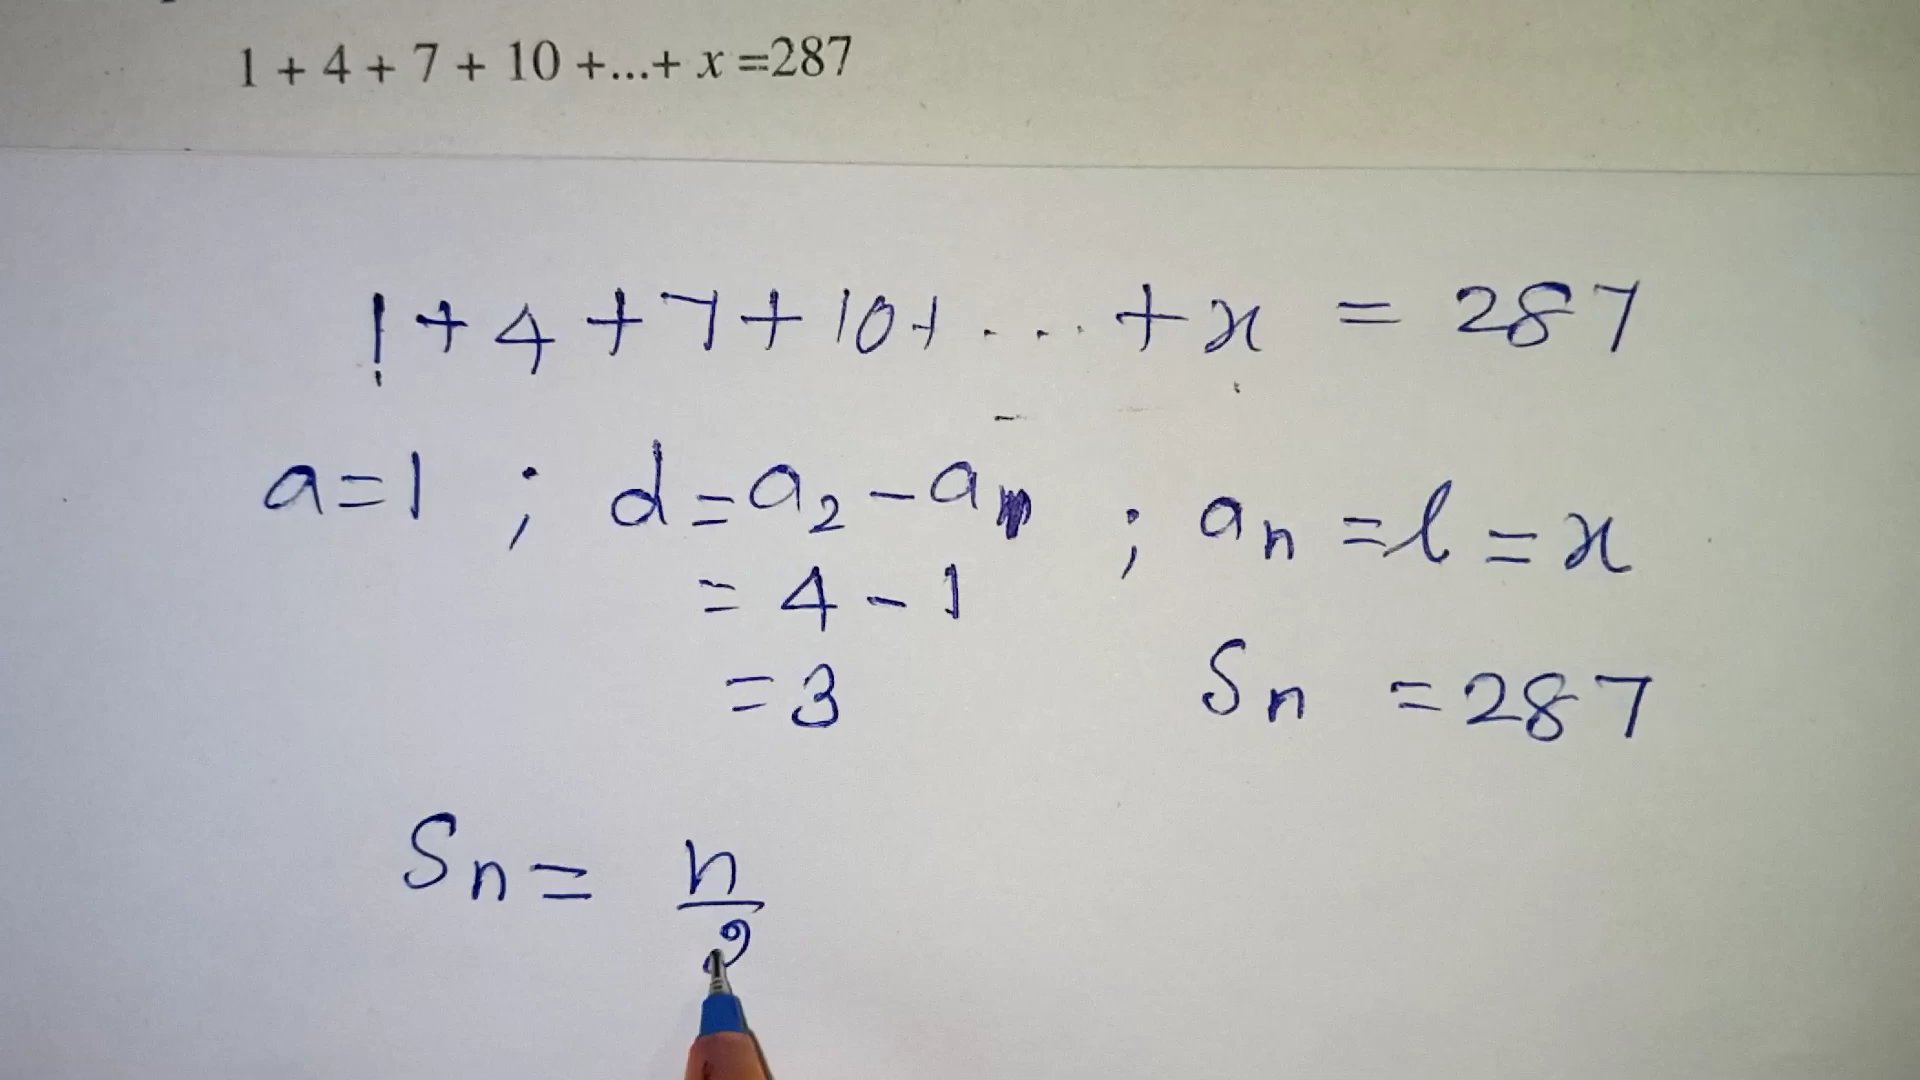 1 + 4 + 7 + 10 +...+ x =287
1 + 4 + 7 + 10 + ... + x = 287
a = 1 ; d = a₂ - a₁ ; aₙ = l = x
= 4 - 1
= 3
Sₙ = 287
Sₙ = n/2